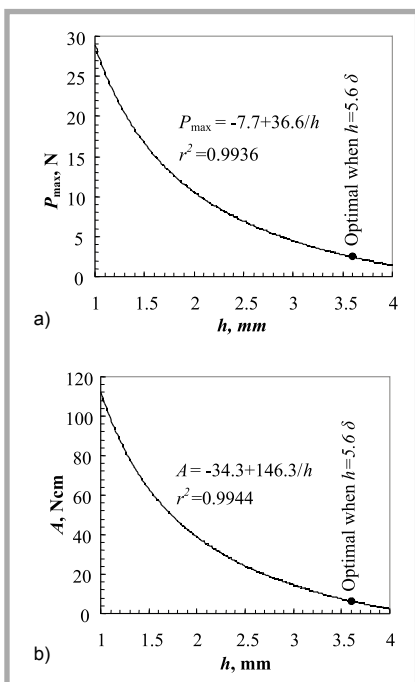 30
25
20
15
10
5
0
P_max, N
P_max = -7.7+36.6/h
r²=0.9936
Optimal when h=5.6 δ
1 1.5 2 2.5 3 3.5 4
h, mm
a)
120
100
80
60
40
20
0
A, Ncm
A = -34.3+146.3/h
r²=0.9944
Optimal when h=5.6 δ
1 1.5 2 2.5 3 3.5 4
h, mm
b)